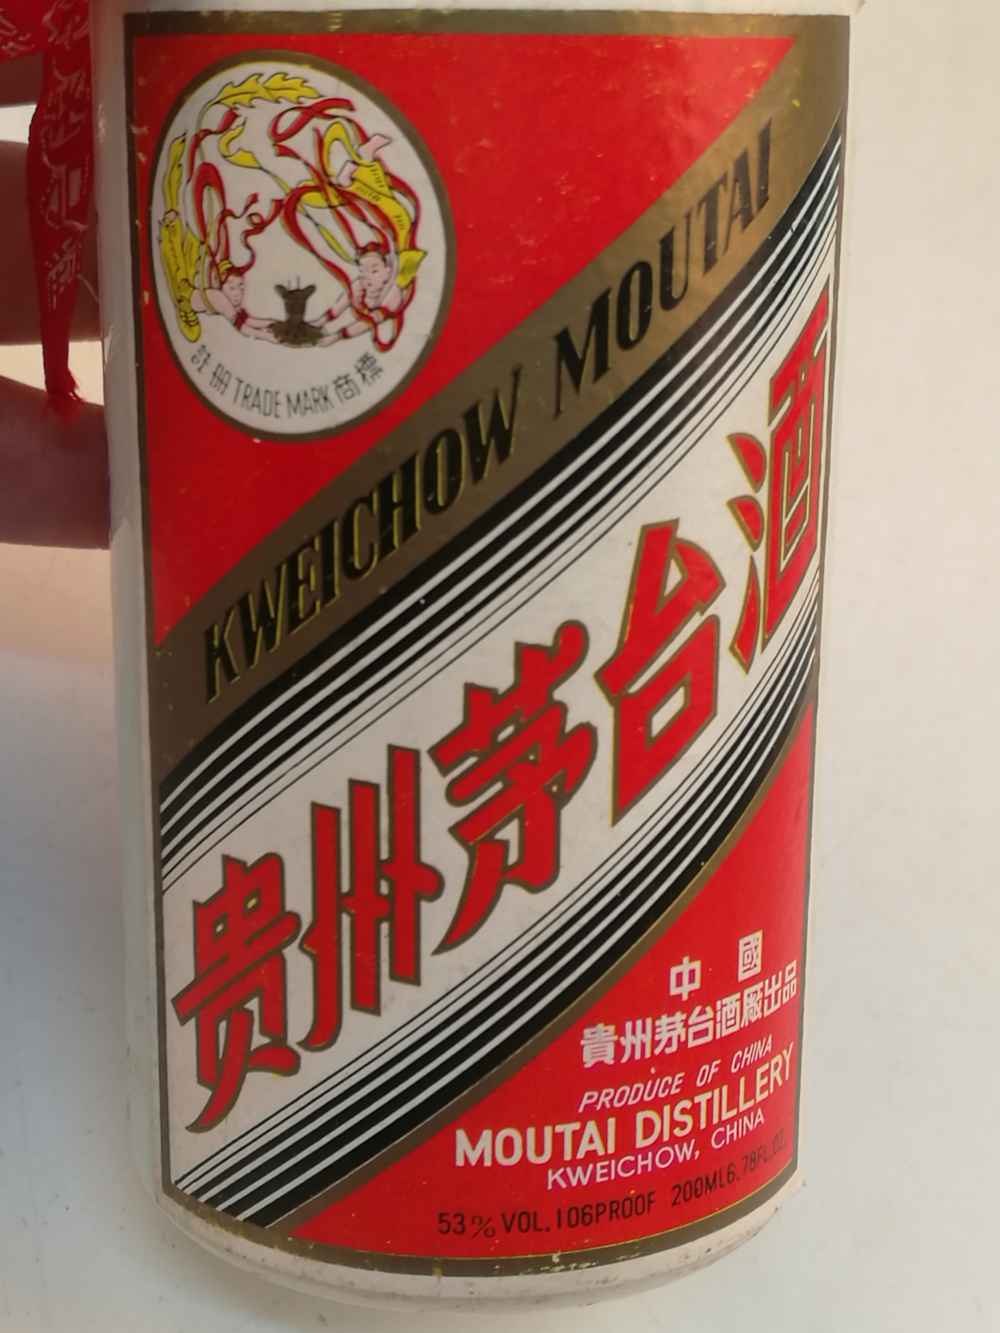 註册 TRADE MARK 商標
KWEICHOW MOUTAI
贵州茅台酒
中國
貴州茅台酒廠出品
PRODUCE OF CHINA
MOUTAI DISTILLERY
KWEICHOW, CHINA
53% VOL. 106PROOF 200ML6.78FL.OZ.